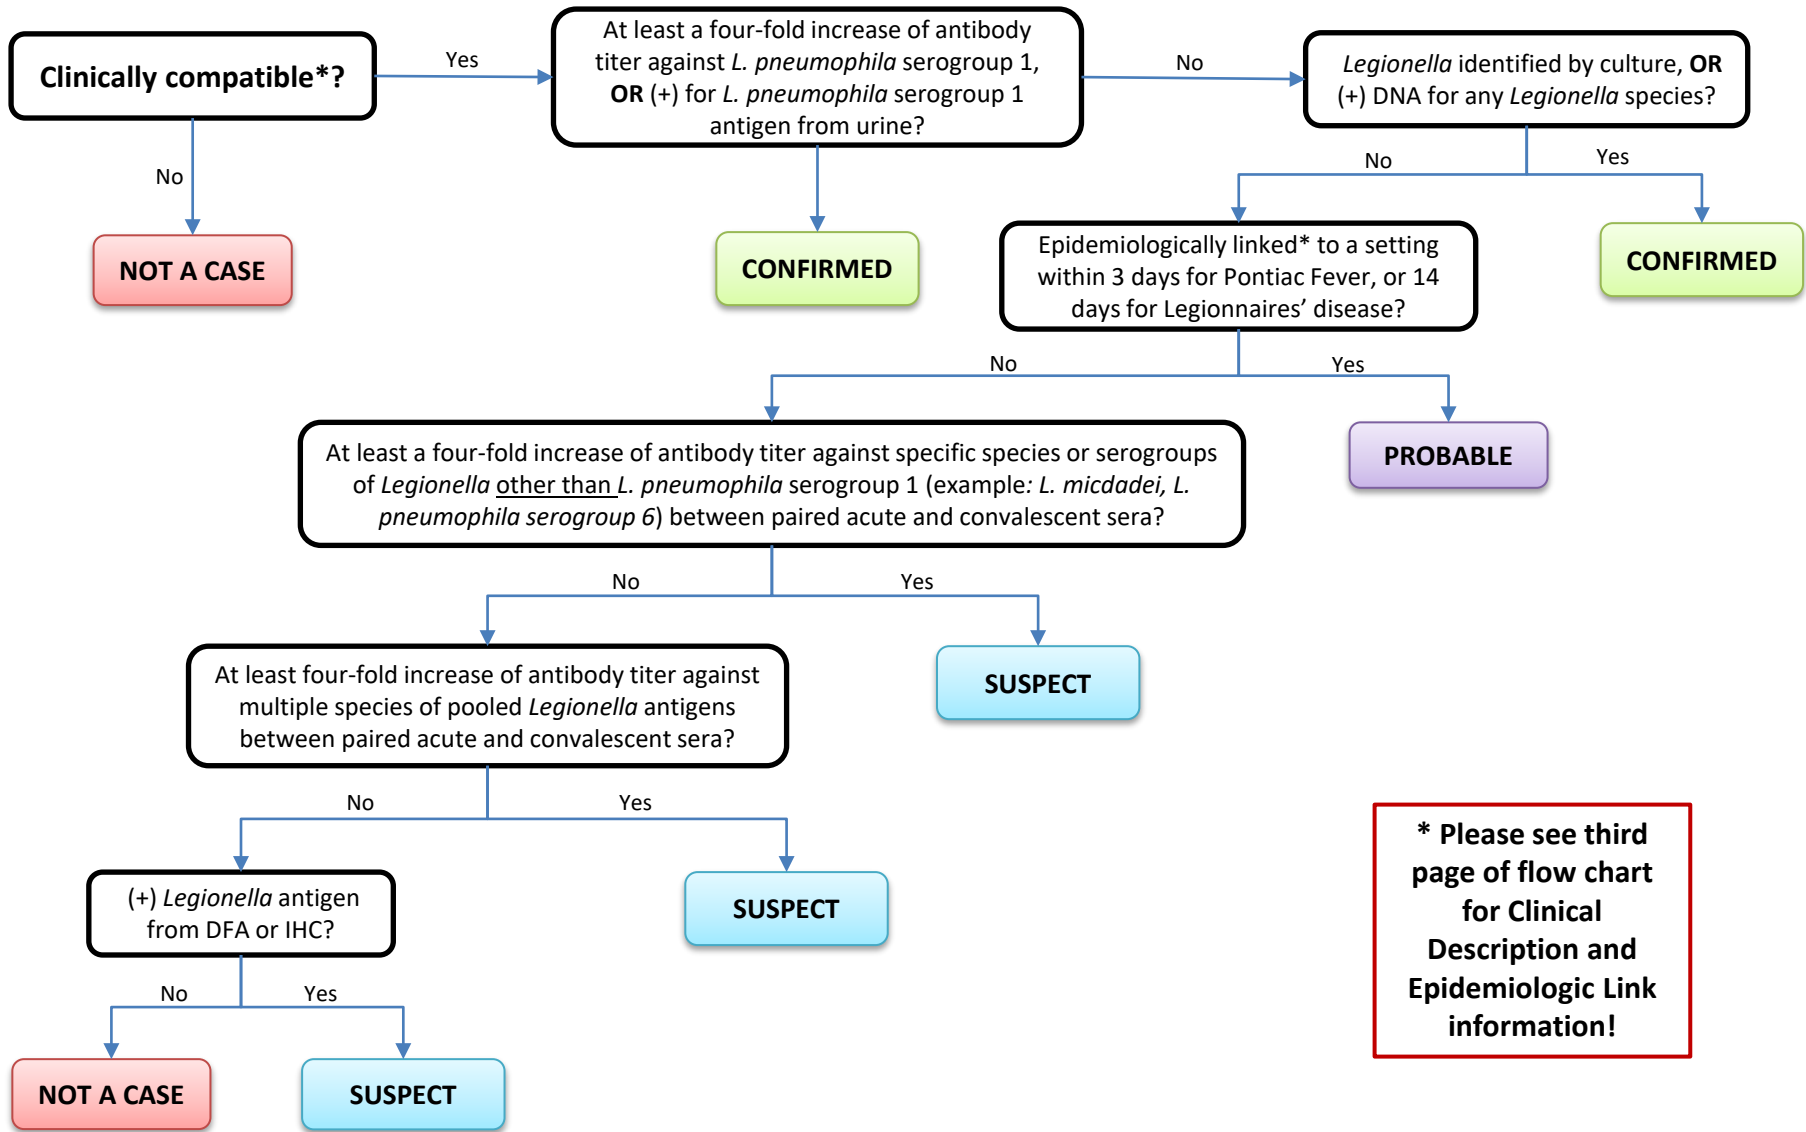 Clinically compatible*?
Yes
At least a four-fold increase of antibody
titer against L. pneumophila serogroup 1,
OR (+) for L. pneumophila serogroup 1
antigen from urine?
No
Legionella identified by culture, OR
(+) DNA for any Legionella species?
No
NOT A CASE
CONFIRMED
No
Yes
Epidemiologically linked* to a setting
within 3 days for Pontiac Fever, or 14
days for Legionnaires’ disease?
CONFIRMED
No
Yes
At least a four-fold increase of antibody titer against specific species or serogroups
of Legionella other than L. pneumophila serogroup 1 (example: L. micdadei, L.
pneumophila serogroup 6) between paired acute and convalescent sera?
PROBABLE
No
Yes
At least four-fold increase of antibody titer against
multiple species of pooled Legionella antigens
between paired acute and convalescent sera?
SUSPECT
No
Yes
(+) Legionella antigen
from DFA or IHC?
SUSPECT
No
Yes
NOT A CASE
SUSPECT
* Please see third
page of flow chart
for Clinical
Description and
Epidemiologic Link
information!